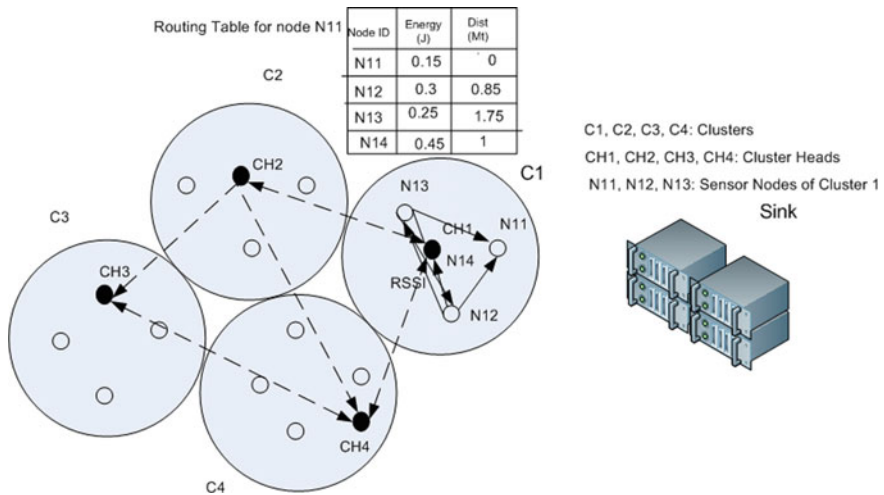 Routing Table for node N11
Node ID Energy (J) Dist (Mt)
N11 0.15 0
N12 0.3 0.85
N13 0.25 1.75
N14 0.45 1
C2
C1
C1, C2, C3, C4: Clusters
CH1, CH2, CH3, CH4: Cluster Heads
N11, N12, N13: Sensor Nodes of Cluster 1
Sink
CH2
N13
N11
CH1
N14
RSSI
N12
C3
CH3
CH4
C4